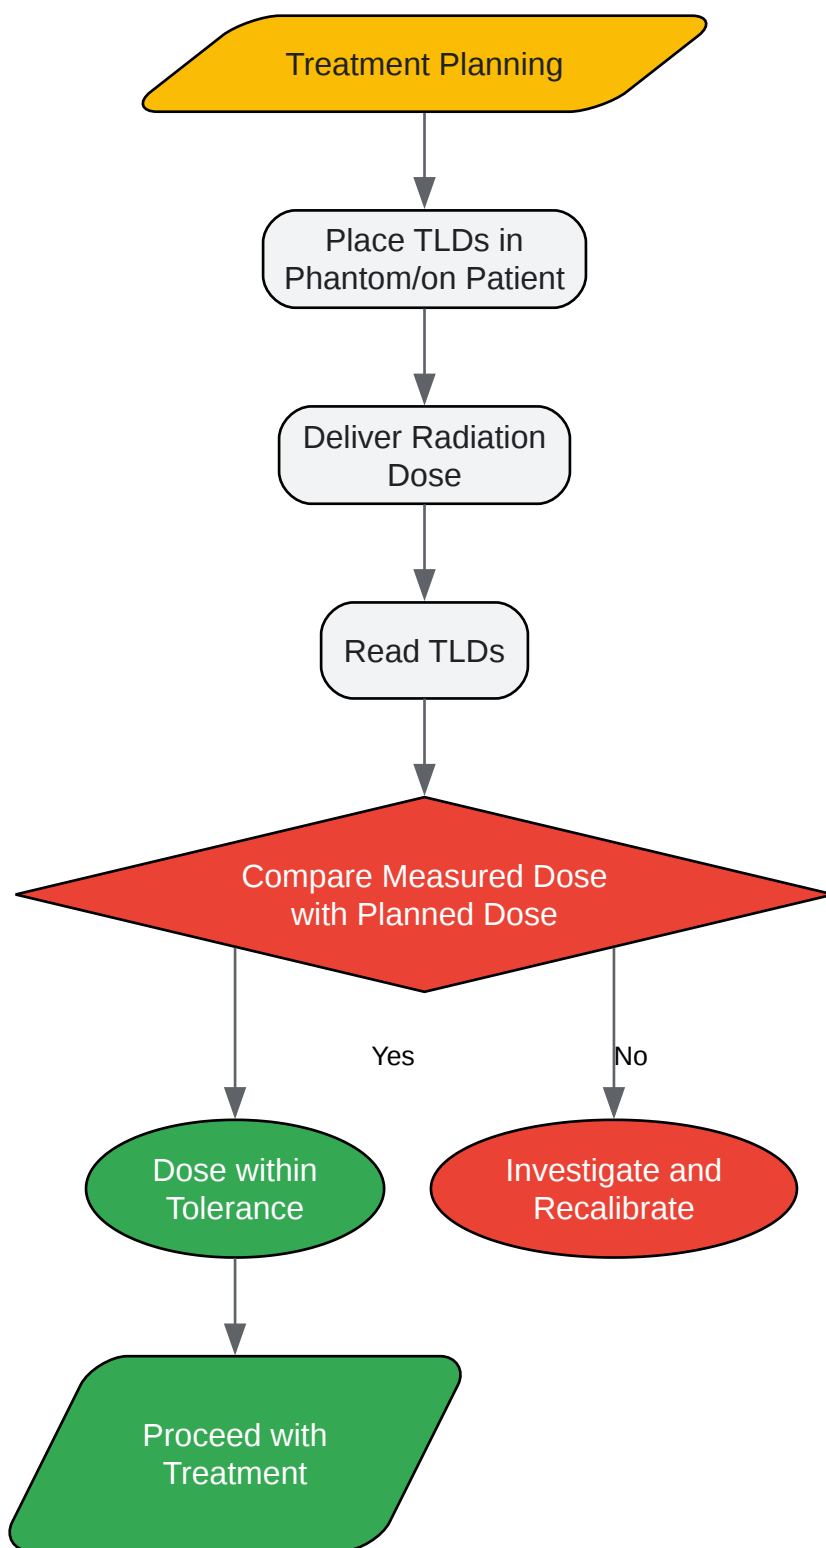 Treatment Planning
Place TLDs in
Phantom/on Patient
Deliver Radiation
Dose
Read TLDs
Compare Measured Dose
with Planned Dose
Yes
No
Dose within
Tolerance
Investigate and
Recalibrate
Proceed with
Treatment